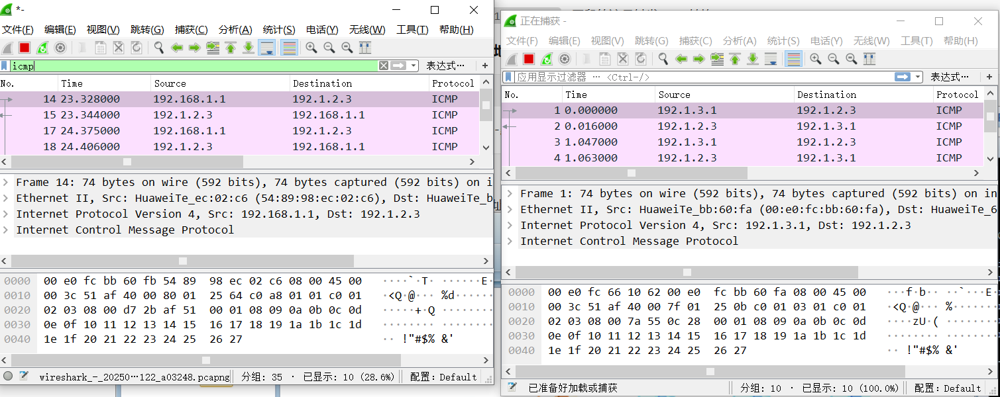 *-
文件(F) 编辑(E) 视图(V) 跳转(G) 捕获(C) 分析(A) 统计(S) 电话(Y) 无线(W) 工具(T) 帮助(H)
icmp 表达式… +
No. Time Source Destination Protocol
14 23.328000 192.168.1.1 192.1.2.3 ICMP
15 23.344000 192.1.2.3 192.168.1.1 ICMP
17 24.375000 192.168.1.1 192.1.2.3 ICMP
18 24.406000 192.1.2.3 192.168.1.1 ICMP
Frame 14: 74 bytes on wire (592 bits), 74 bytes captured (592 bits) on i
Ethernet II, Src: HuaweiTe_ec:02:c6 (54:89:98:ec:02:c6), Dst: HuaweiTe_b
Internet Protocol Version 4, Src: 192.168.1.1, Dst: 192.1.2.3
Internet Control Message Protocol
0000 00 e0 fc bb 60 fb 54 89 98 ec 02 c6 08 00 45 00 ····`·T· ······E·
0010 00 3c 51 af 40 00 80 01 25 64 c0 a8 01 01 c0 01 ·<Q·@··· %d······
0020 02 03 08 00 d7 2b af 51 00 01 08 09 0a 0b 0c 0d ·····+·Q ········
0030 0e 0f 10 11 12 13 14 15 16 17 18 19 1a 1b 1c 1d ········ ········
0040 1e 1f 20 21 22 23 24 25 26 27 ·· !"#$% &'
wireshark_-_20250…122_a03248.pcapng 分组: 35 · 已显示: 10 (28.6%) 配置: Default
正在捕获 -
文件(F) 编辑(E) 视图(V) 跳转(G) 捕获(C) 分析(A) 统计(S) 电话(Y) 无线(W) 工具(T) 帮助(H)
应用显示过滤器 … <Ctrl-/> 表达式… +
No. Time Source Destination Protocol
1 0.000000 192.1.3.1 192.1.2.3 ICMP
2 0.016000 192.1.2.3 192.1.3.1 ICMP
3 1.047000 192.1.3.1 192.1.2.3 ICMP
4 1.063000 192.1.2.3 192.1.3.1 ICMP
Frame 1: 74 bytes on wire (592 bits), 74 bytes captured (592 bits) on in
Ethernet II, Src: HuaweiTe_bb:60:fa (00:e0:fc:bb:60:fa), Dst: HuaweiTe_6
Internet Protocol Version 4, Src: 192.1.3.1, Dst: 192.1.2.3
Internet Control Message Protocol
0000 00 e0 fc 66 10 62 00 e0 fc bb 60 fa 08 00 45 00 ···f·b·· ··`···E·
0010 00 3c 51 af 40 00 7f 01 25 0b c0 01 03 01 c0 01 ·<Q·@··· %·······
0020 02 03 08 00 7a 55 0c 28 00 01 08 09 0a 0b 0c 0d ····zU·( ········
0030 0e 0f 10 11 12 13 14 15 16 17 18 19 1a 1b 1c 1d ········ ········
0040 1e 1f 20 21 22 23 24 25 26 27 ·· !"#$% &'
已准备好加载或捕获 分组: 10 · 已显示: 10 (100.0%) 配置: Default